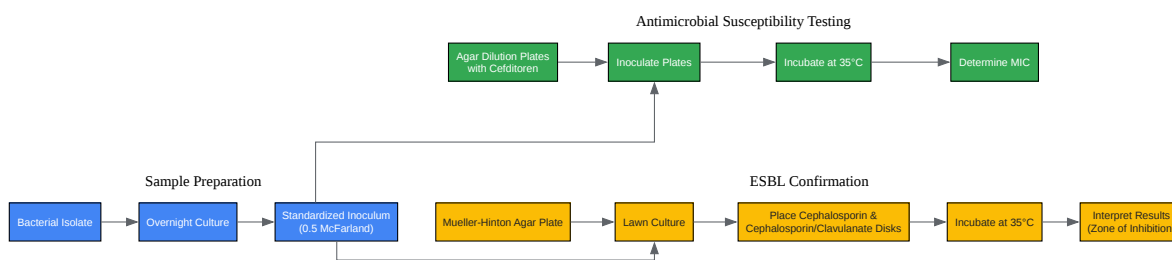 Antimicrobial Susceptibility Testing
Agar Dilution Plates
with Cefditoren
Inoculate Plates
Incubate at 35°C
Determine MIC
Sample Preparation
Bacterial Isolate
Overnight Culture
Standardized Inoculum
(0.5 McFarland)
ESBL Confirmation
Mueller-Hinton Agar Plate
Lawn Culture
Place Cephalosporin &
Cephalosporin/Clavulanate Disks
Incubate at 35°C
Interpret Results
(Zone of Inhibition